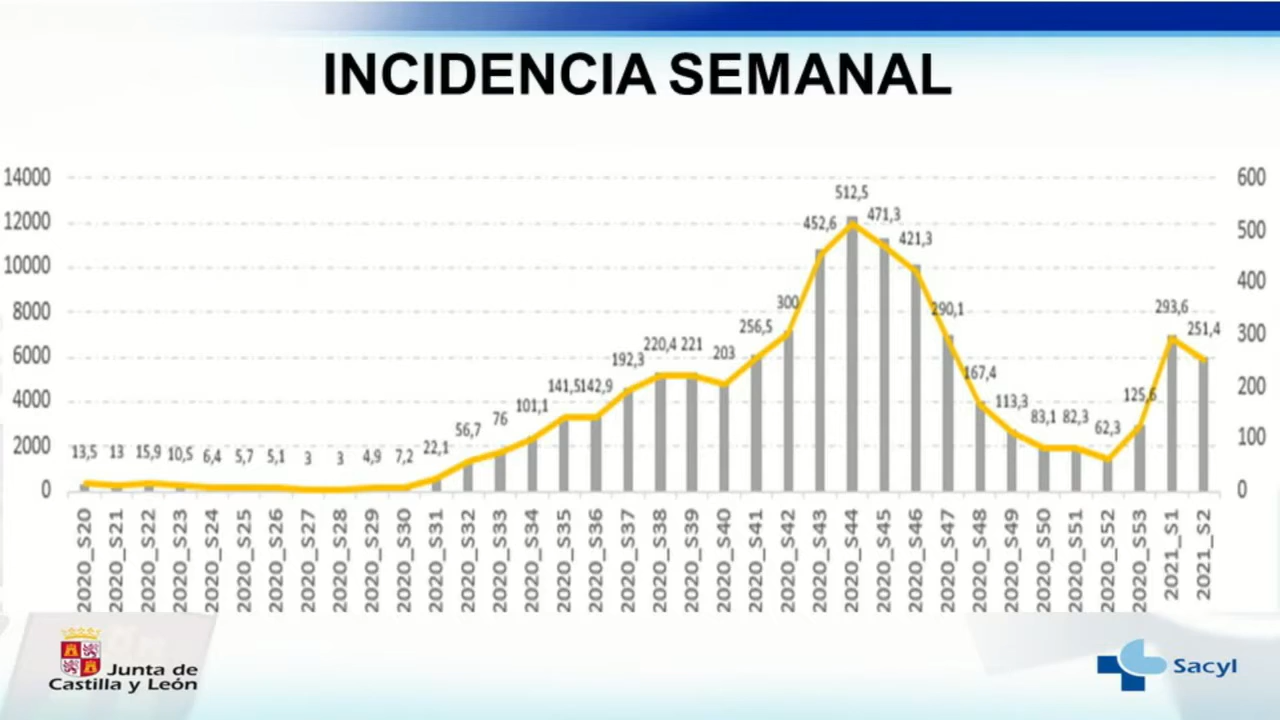 INCIDENCIA SEMANAL
14000
12000
10000
8000
6000
4000
2000
0
600
500
400
300
200
100
0
13,5 13 15,9 10,5 6,4 5,7 5,1 3 3 4,9 7,2 22,1 56,7 76 101,1 141,5 142,9 192,3 220,4 221 203 256,5 300 452,6 512,5 471,3 421,3 290,1 167,4 113,3 83,1 82,3 62,3 125,6 293,6 251,4
2020_S20
2020_S21
2020_S22
2020_S23
2020_S24
2020_S25
2020_S26
2020_S27
2020_S28
2020_S29
2020_S30
2020_S31
2020_S32
2020_S33
2020_S34
2020_S35
2020_S36
2020_S37
2020_S38
2020_S39
2020_S40
2020_S41
2020_S42
2020_S43
2020_S44
2020_S45
2020_S46
2020_S47
2020_S48
2020_S49
2020_S50
2020_S51
2020_S52
2020_S53
2021_S1
2021_S2
Junta de
Castilla y León
Sacyl